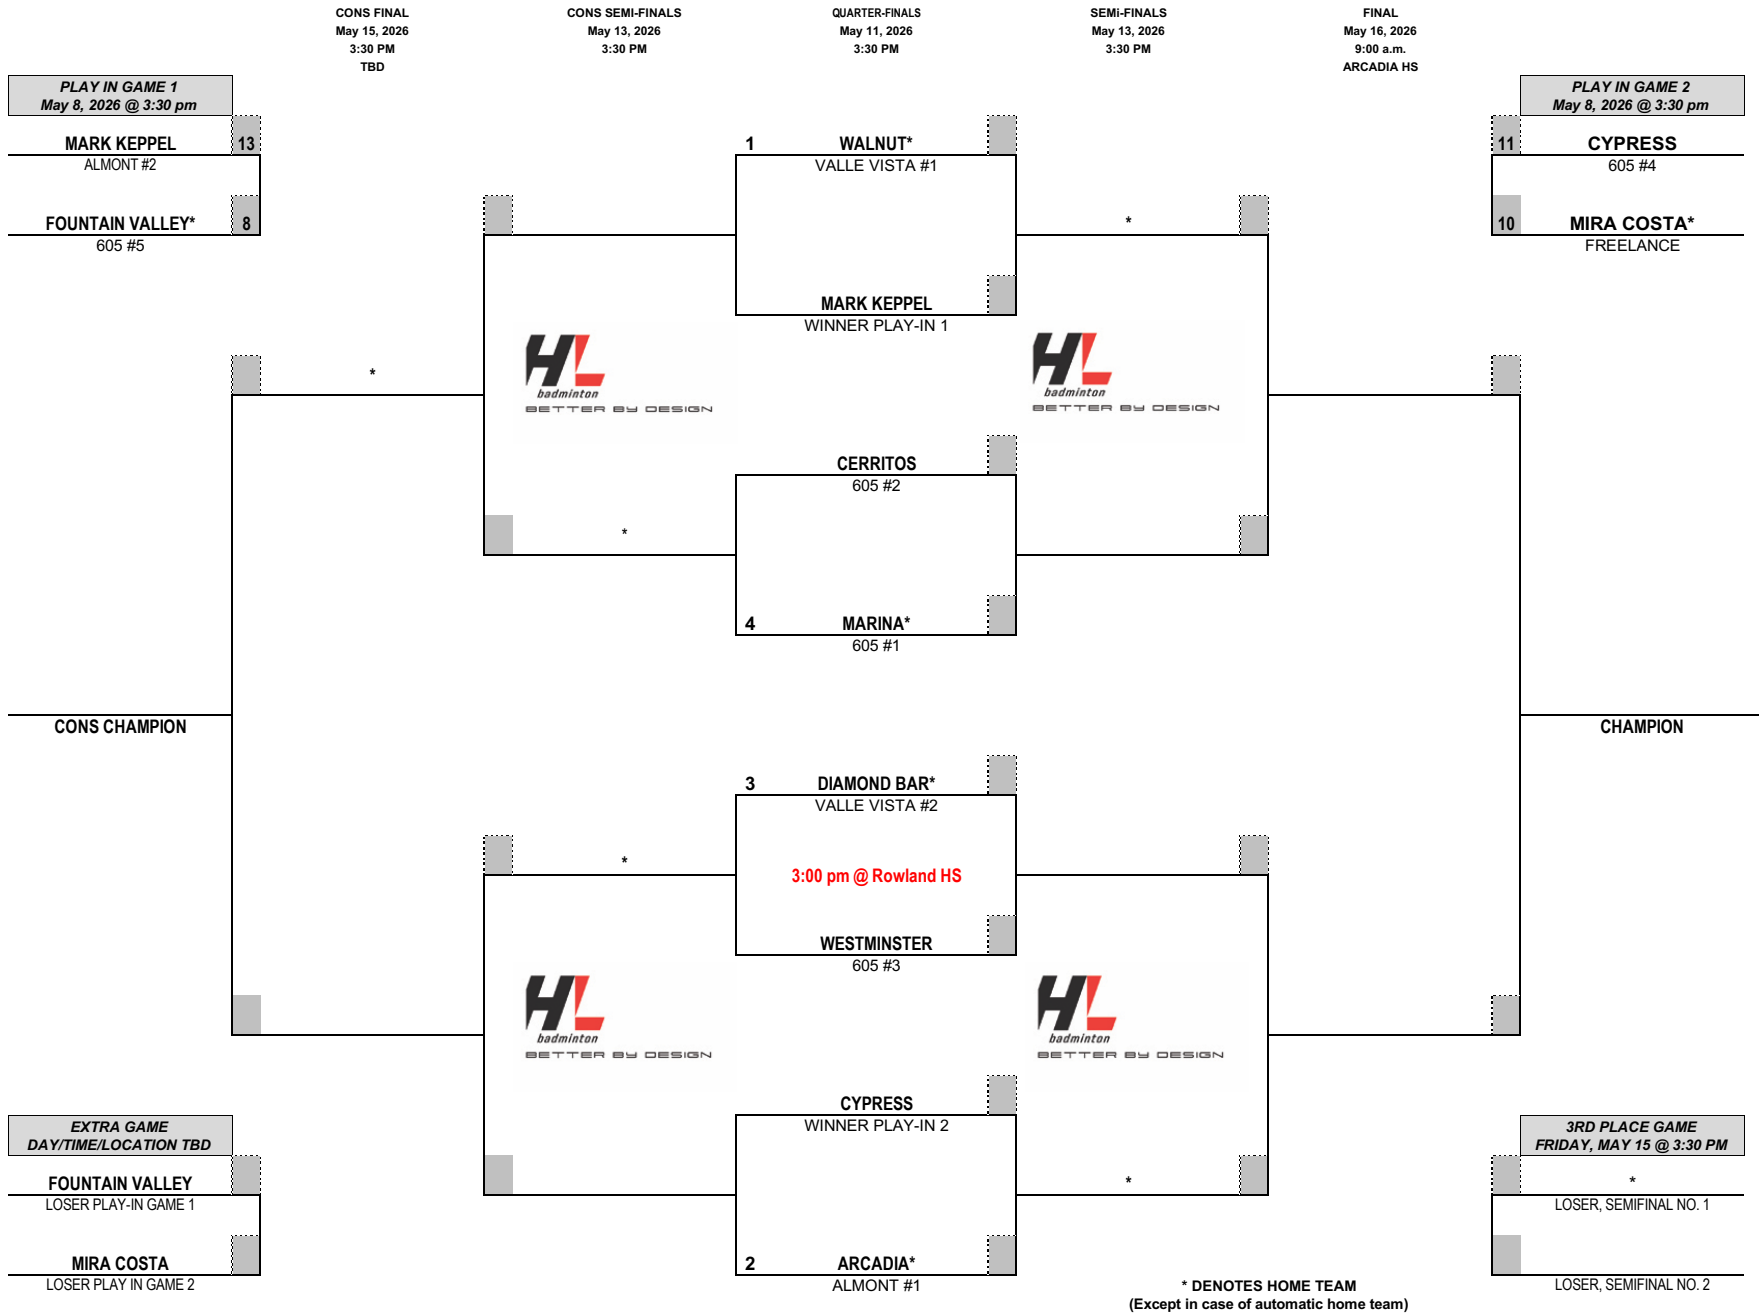 CONS FINAL
May 15, 2026
3:30 PM
TBD
CONS SEMI-FINALS
May 13, 2026
3:30 PM
QUARTER-FINALS
May 11, 2026
3:30 PM
SEMi-FINALS
May 13, 2026
3:30 PM
FINAL
May 16, 2026
9:00 a.m.
ARCADIA HS
PLAY IN GAME 1
May 8, 2026 @ 3:30 pm
MARK KEPPEL 13
ALMONT #2
FOUNTAIN VALLEY* 8
605 #5
PLAY IN GAME 2
May 8, 2026 @ 3:30 pm
11 CYPRESS
605 #4
10 MIRA COSTA*
FREELANCE
1 WALNUT*
VALLE VISTA #1
*
MARK KEPPEL
WINNER PLAY-IN 1
HL
badminton
BETTER BY DESIGN
HL
badminton
BETTER BY DESIGN
*
CERRITOS
605 #2
*
4 MARINA*
605 #1
CONS CHAMPION
CHAMPION
3 DIAMOND BAR*
VALLE VISTA #2
*
3:00 pm @ Rowland HS
WESTMINSTER
605 #3
HL
badminton
BETTER BY DESIGN
HL
badminton
BETTER BY DESIGN
CYPRESS
WINNER PLAY-IN 2
*
2 ARCADIA*
ALMONT #1
EXTRA GAME
DAY/TIME/LOCATION TBD
FOUNTAIN VALLEY
LOSER PLAY-IN GAME 1
MIRA COSTA
LOSER PLAY IN GAME 2
3RD PLACE GAME
FRIDAY, MAY 15 @ 3:30 PM
*
LOSER, SEMIFINAL NO. 1
LOSER, SEMIFINAL NO. 2
* DENOTES HOME TEAM
(Except in case of automatic home team)